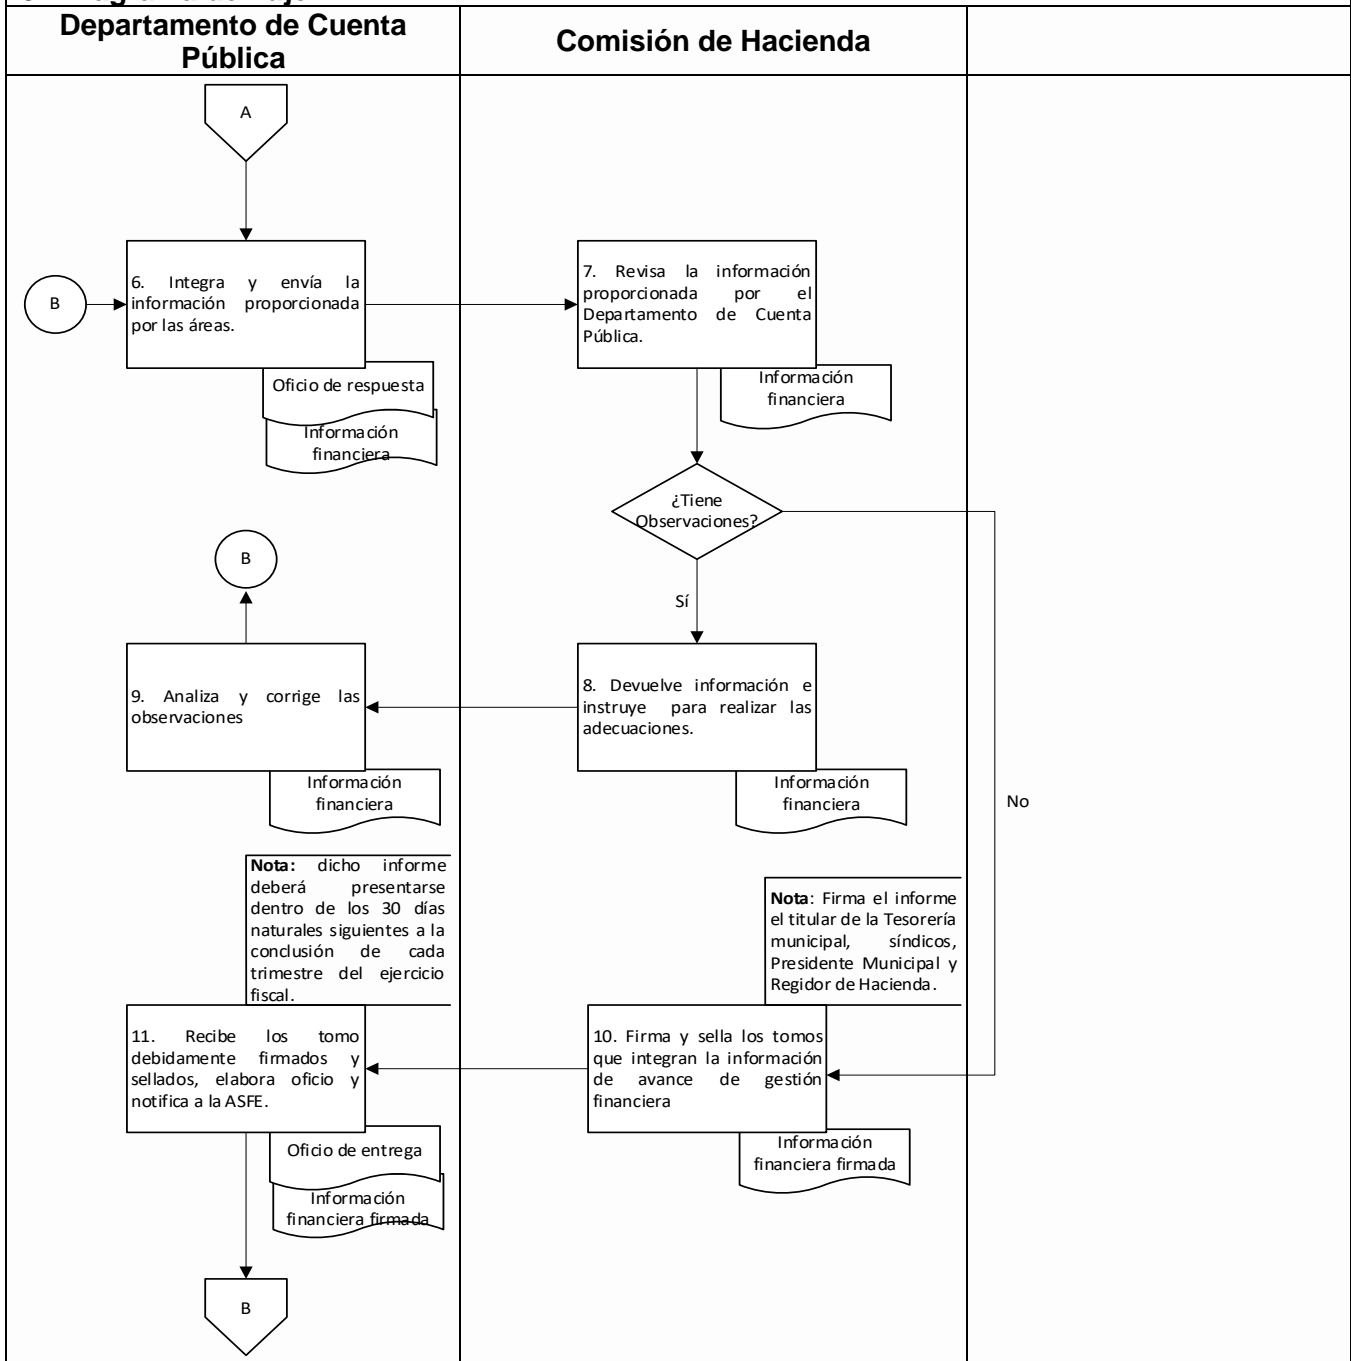 Departamento de Cuenta
Pública
Comisión de Hacienda
A
B
6. Integra y envía la
información proporcionada
por las áreas.
Oficio de respuesta
Información
financiera
7. Revisa la información
proporcionada por el
Departamento de Cuenta
Pública.
Información
financiera
¿Tiene
Observaciones?
Sí
No
B
9. Analiza y corrige las
observaciones
Información
financiera
8. Devuelve información e
instruye para realizar las
adecuaciones.
Información
financiera
Nota: dicho informe
deberá presentarse
dentro de los 30 días
naturales siguientes a la
conclusión de cada
trimestre del ejercicio
fiscal.
Nota: Firma el informe
el titular de la Tesorería
municipal, síndicos,
Presidente Municipal y
Regidor de Hacienda.
11. Recibe los tomo
debidamente firmados y
sellados, elabora oficio y
notifica a la ASFE.
Oficio de entrega
Información
financiera firmada
10. Firma y sella los tomos
que integran la información
de avance de gestión
financiera
Información
financiera firmada
B